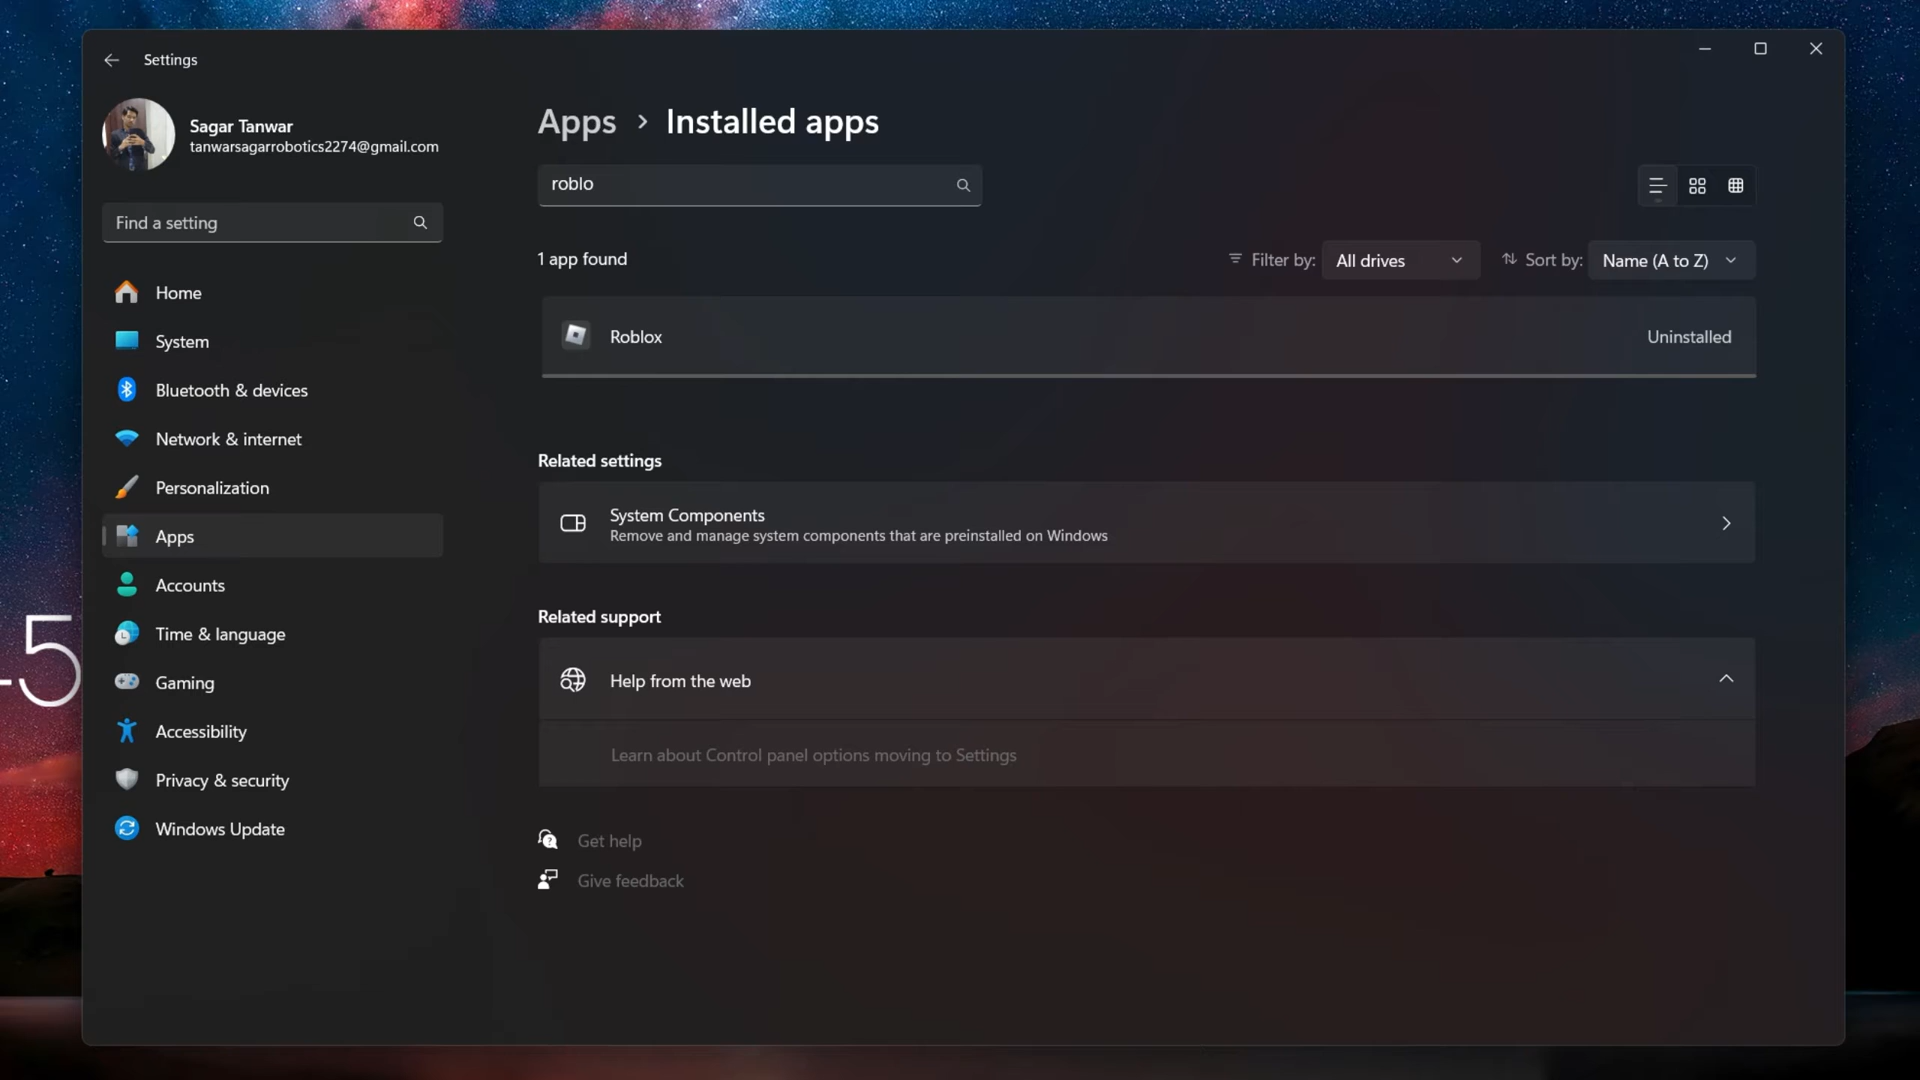 Settings
Sagar Tanwar
tanwarsagarrobotics2274@gmail.com
Find a setting
Home
System
Bluetooth & devices
Network & internet
Personalization
Apps
Accounts
Time & language
Gaming
Accessibility
Privacy & security
Windows Update
Apps > Installed apps
roblo
1 app found
Filter by: All drives
Sort by: Name (A to Z)
Roblox
Uninstalled
Related settings
System Components
Remove and manage system components that are preinstalled on Windows
Related support
Help from the web
Learn about Control panel options moving to Settings
Get help
Give feedback
5